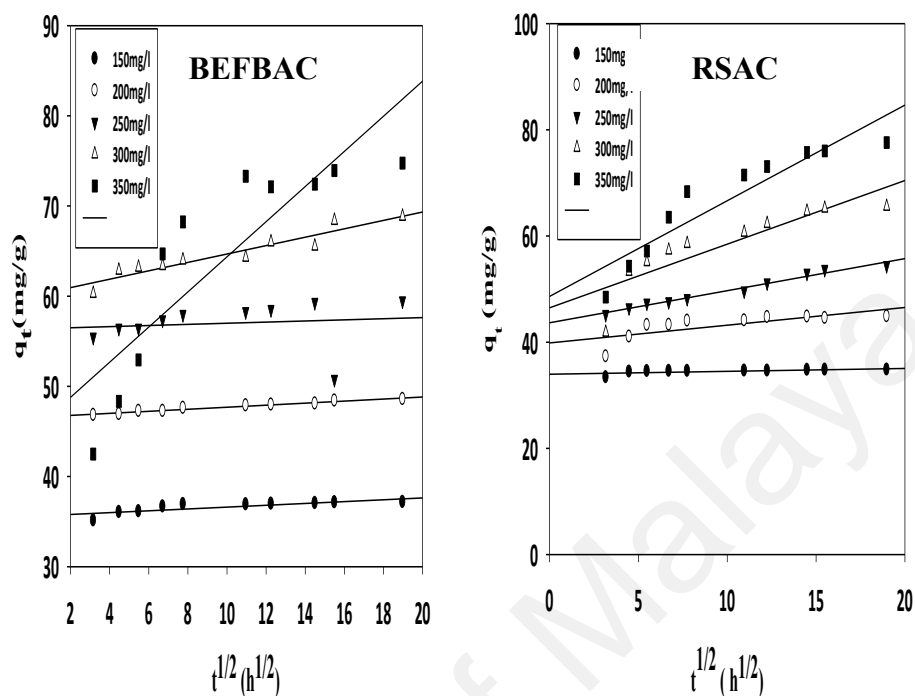 90
80
70
60
50
40
30
2 4 6 8 10 12 14 16 18 20
qt(mg/g)
t1/2 (h1/2)
BEFBAC
150mg/l
200mg/l
250mg/l
300mg/l
350mg/l
100
80
60
40
20
0
0 5 10 15 20
qt (mg/g)
t1/2 (h1/2)
RSAC
150mg
200mg,.
250mg/l
300mg/l
350mg/l
of Malaya